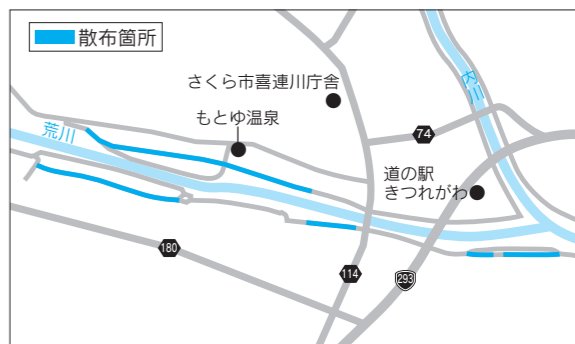 散布箇所
さくら市喜連川庁舎
もとゆ温泉
荒川
内川
74
道の駅
きつれがわ
180
114
293